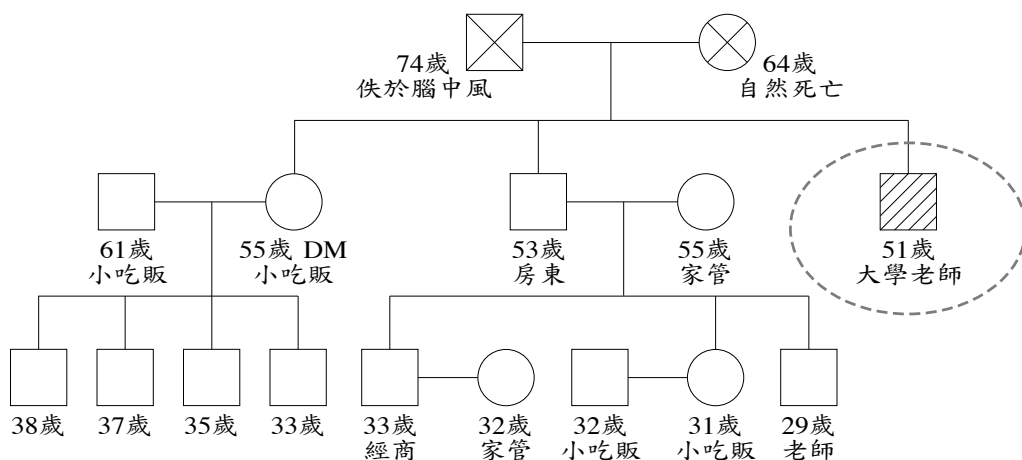 74歲
佚於腦中風
64歲
自然死亡
61歲
小吃販
55歲 DM
小吃販
53歲
房東
55歲
家管
51歲
大學老師
38歲
37歲
35歲
33歲
33歲
經商
32歲
家管
32歲
小吃販
31歲
小吃販
29歲
老師